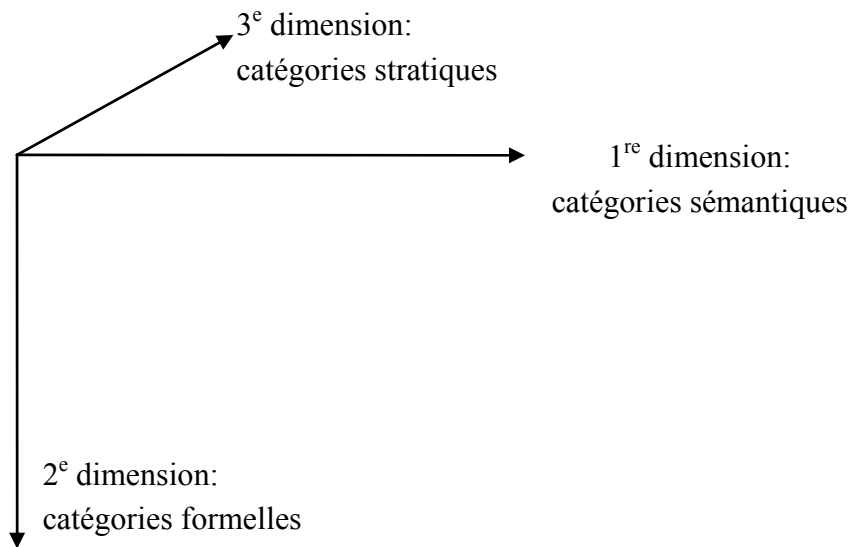 3e dimension:
catégories stratiques
1re dimension:
catégories sémantiques
2e dimension:
catégories formelles